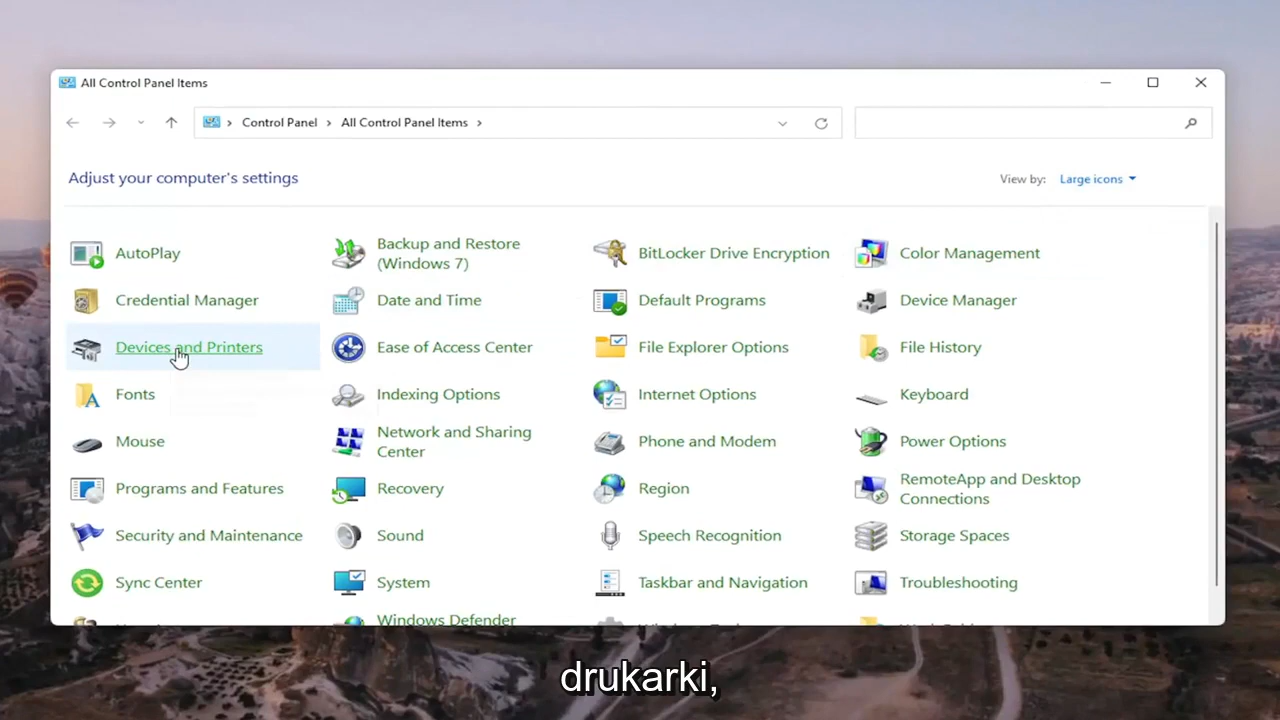 All Control Panel Items
Control Panel > All Control Panel Items >
Adjust your computer's settings
View by: Large icons
AutoPlay
Backup and Restore
(Windows 7)
BitLocker Drive Encryption
Color Management
Credential Manager
Date and Time
Default Programs
Device Manager
Devices and Printers
Ease of Access Center
File Explorer Options
File History
Fonts
Indexing Options
Internet Options
Keyboard
Mouse
Network and Sharing
Center
Phone and Modem
Power Options
Programs and Features
Recovery
Region
RemoteApp and Desktop
Connections
Security and Maintenance
Sound
Speech Recognition
Storage Spaces
Sync Center
System
Taskbar and Navigation
Troubleshooting
Windows Defender
drukarki,